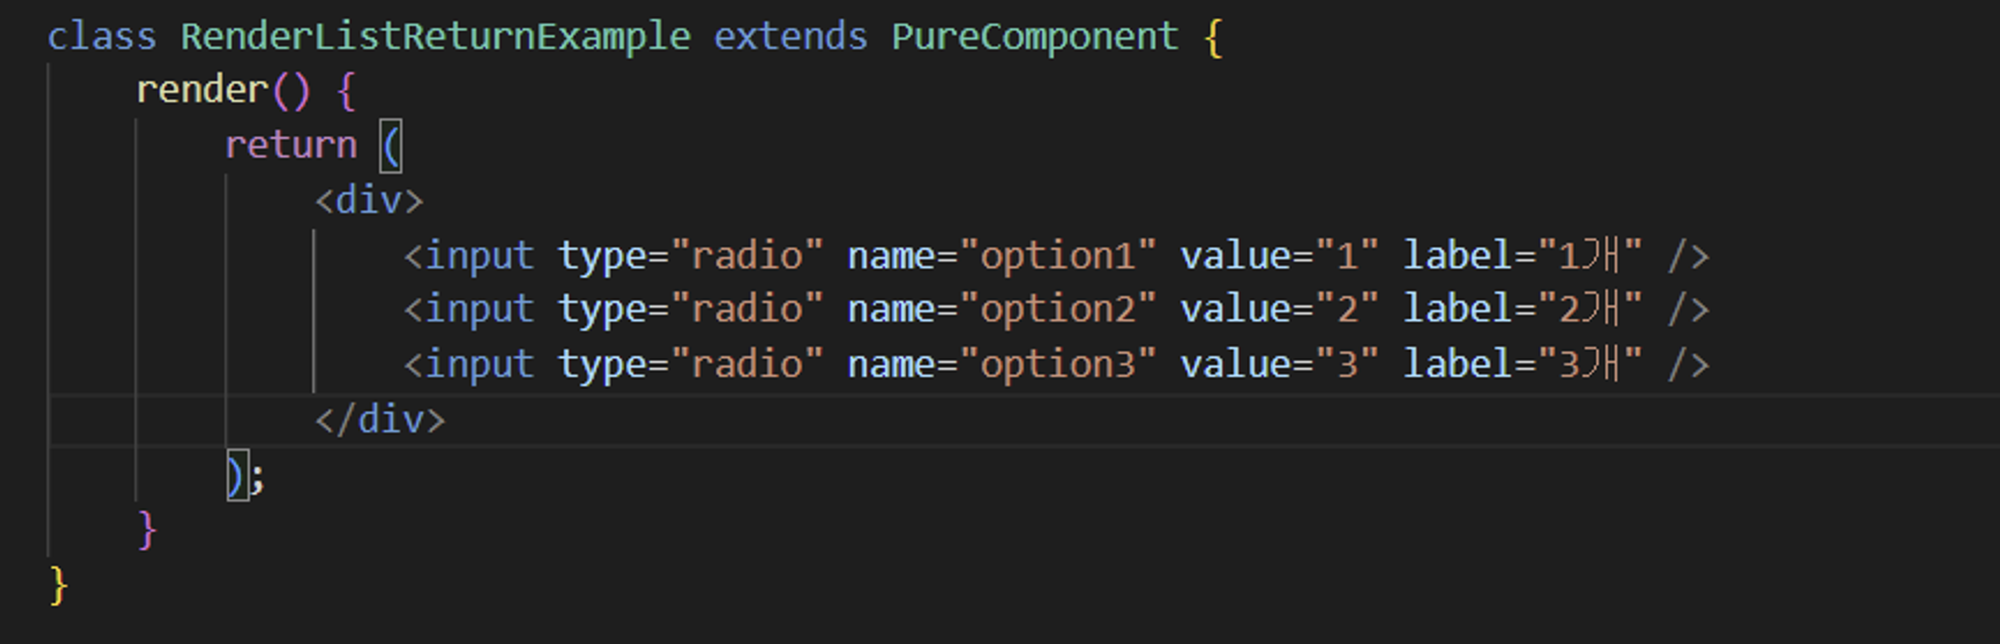 class RenderListReturnExample extends PureComponent {
    render() {
        return (
            <div>
                <input type="radio" name="option1" value="1" label="1개" />
                <input type="radio" name="option2" value="2" label="2개" />
                <input type="radio" name="option3" value="3" label="3개" />
            </div>
        );
    }
}